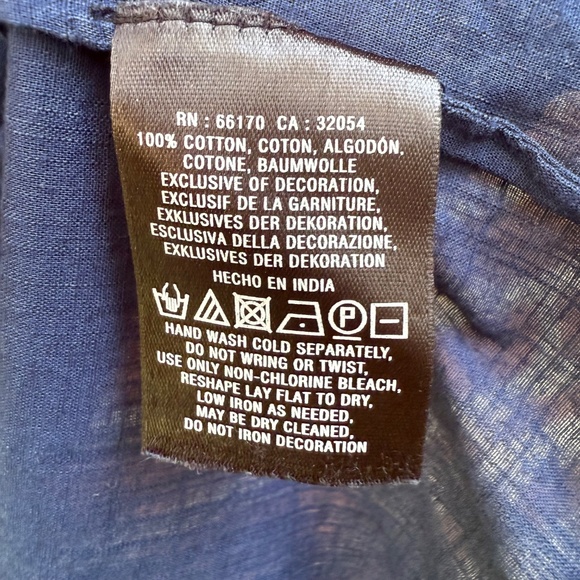 RN : 66170 CA : 32054
100% COTTON, COTON, ALGODÓN,
COTONE, BAUMWOLLE
EXCLUSIVE OF DECORATION,
EXCLUSIF DE LA GARNITURE,
EXKLUSIVES DER DEKORATION,
ESCLUSIVA DELLA DECORAZIONE,
EXKLUSIVES DER DEKORATION
HECHO EN INDIA
P
HAND WASH COLD SEPARATELY,
DO NOT WRING OR TWIST,
USE ONLY NON-CHLORINE BLEACH,
RESHAPE LAY FLAT TO DRY,
LOW IRON AS NEEDED,
MAY BE DRY CLEANED,
DO NOT IRON DECORATION